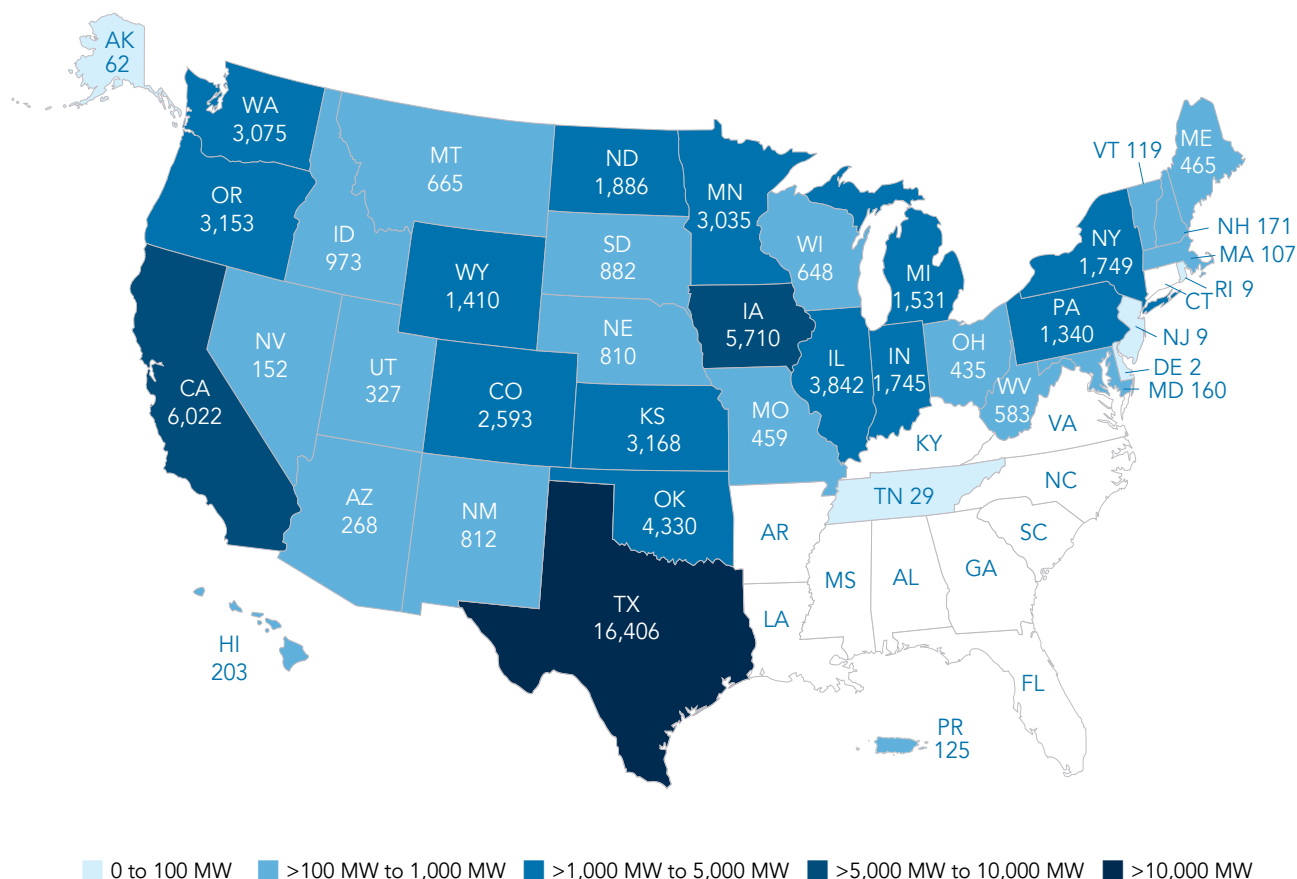 AK
62
WA
3,075
MT
665
ND
1,886
MN
3,035
VT 119
ME
465
OR
3,153
ID
973
SD
882
WI
648
NY
1,749
NH 171
MA 107
WY
1,410
MI
1,531
RI 9
CT
NV
152
UT
327
NE
810
IA
5,710
PA
1,340
NJ 9
CA
6,022
CO
2,593
IL
3,842
IN
1,745
OH
435
DE 2
MD 160
WV
583
KS
3,168
MO
459
KY
VA
AZ
268
NM
812
OK
4,330
TN 29
NC
AR
SC
MS
AL
GA
TX
16,406
LA
HI
203
FL
PR
125
0 to 100 MW
>100 MW to 1,000 MW
>1,000 MW to 5,000 MW
>5,000 MW to 10,000 MW
>10,000 MW